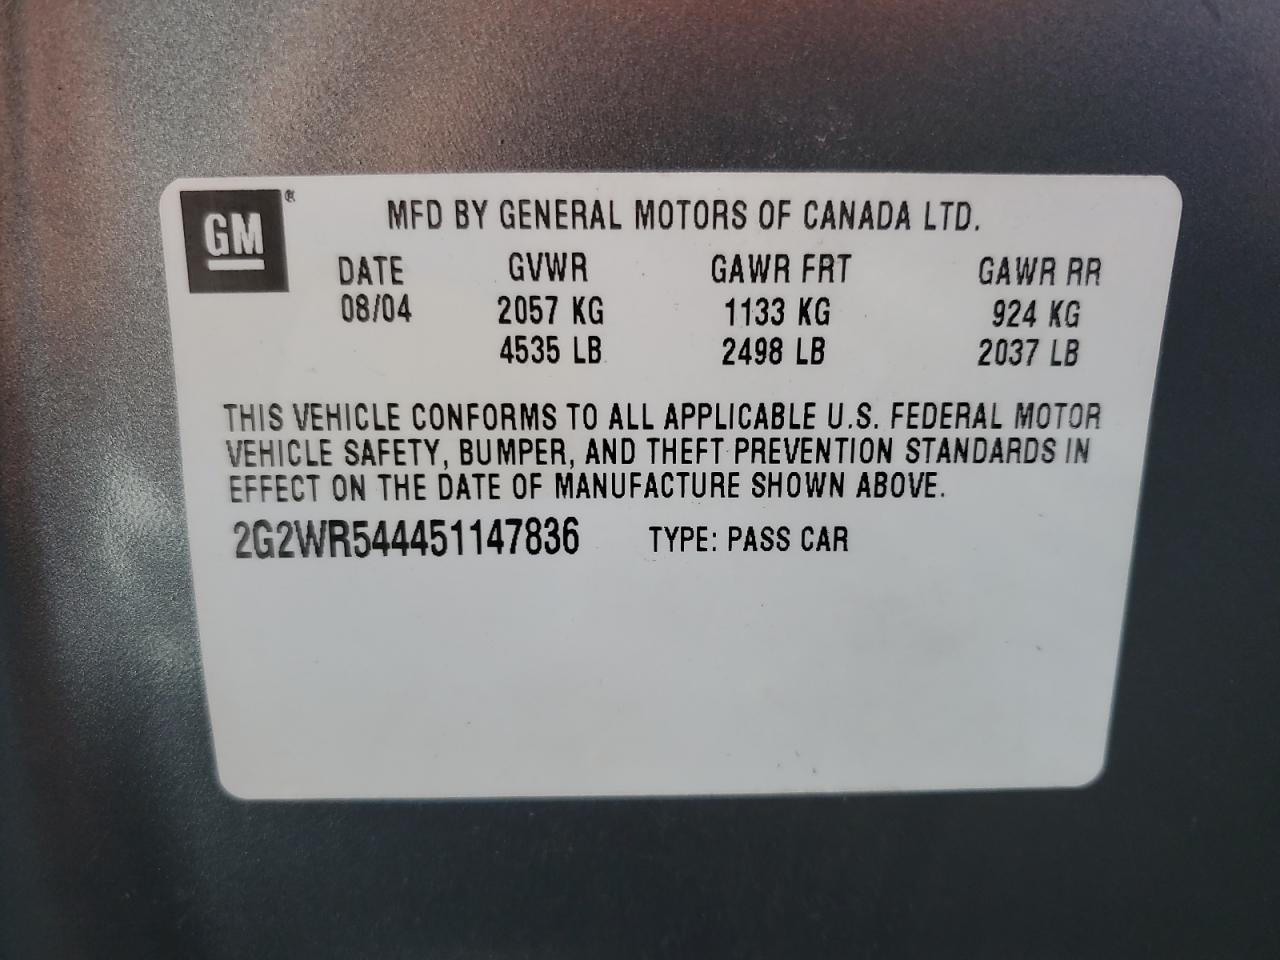 GM®
MFD BY GENERAL MOTORS OF CANADA LTD.
DATE GVWR GAWR FRT GAWR RR
08/04 2057 KG 1133 KG 924 KG
4535 LB 2498 LB 2037 LB
THIS VEHICLE CONFORMS TO ALL APPLICABLE U.S. FEDERAL MOTOR
VEHICLE SAFETY, BUMPER, AND THEFT PREVENTION STANDARDS IN
EFFECT ON THE DATE OF MANUFACTURE SHOWN ABOVE.
2G2WR544451147836 TYPE: PASS CAR